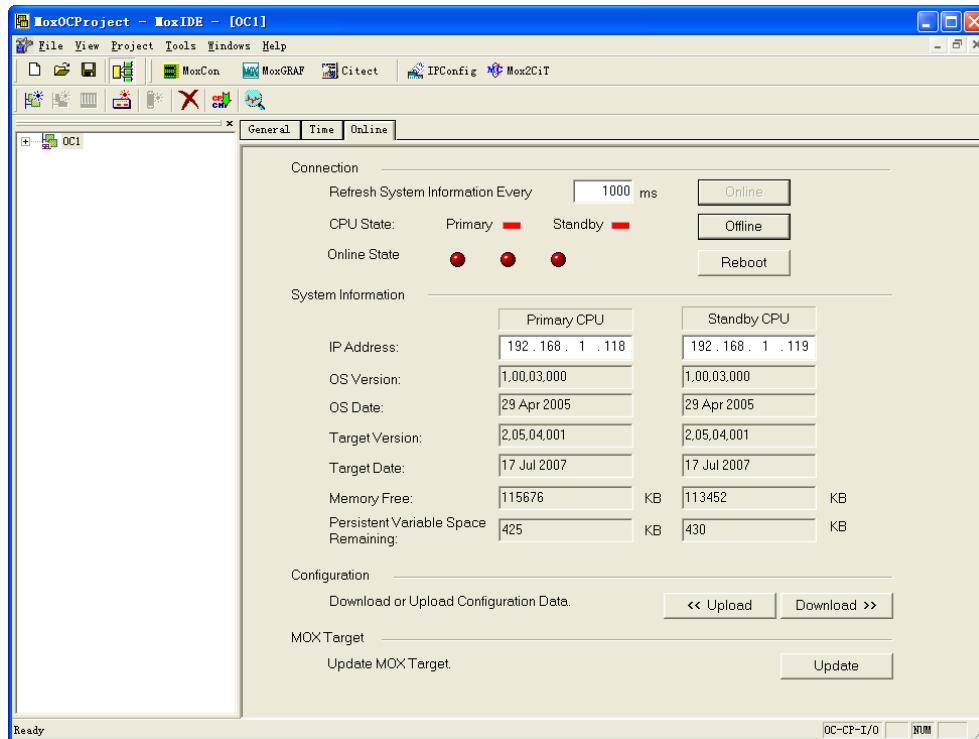 MoxOCProject - MoxIDE - [OC1]
File View Project Tools Windows Help
MoxCon MoxGRAF Citect IPConfig Mox2CiT
General Time Online
OC1
Connection
Refresh System Information Every 1000 ms Online
CPU State: Primary Standby Offline
Online State Reboot
System Information
Primary CPU Standby CPU
IP Address: 192 . 168 . 1 . 118 192 . 168 . 1 . 119
OS Version: 1,00,03,000 1,00,03,000
OS Date: 29 Apr 2005 29 Apr 2005
Target Version: 2,05,04,001 2,05,04,001
Target Date: 17 Jul 2007 17 Jul 2007
Memory Free: 115676 KB 113452 KB
Persistent Variable Space
Remaining: 425 KB 430 KB
Configuration
Download or Upload Configuration Data. << Upload Download >>
MOX Target
Update MOX Target. Update
Ready OC-CP-I/O NUM